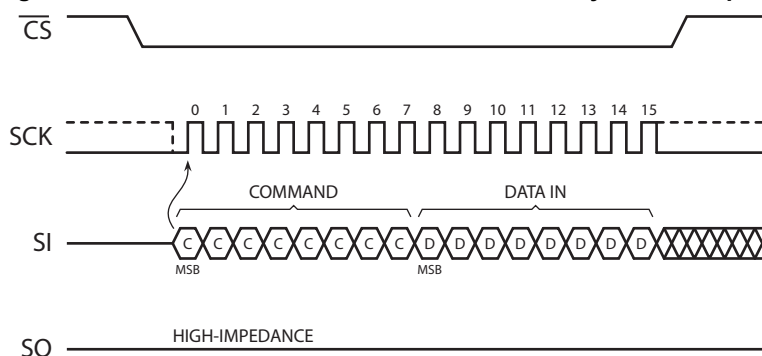 CS
0 1 2 3 4 5 6 7 8 9 10 11 12 13 14 15
SCK
COMMAND DATA IN
SI C C C C C C C C D D D D D D D D
MSB MSB
HIGH-IMPEDANCE
SO